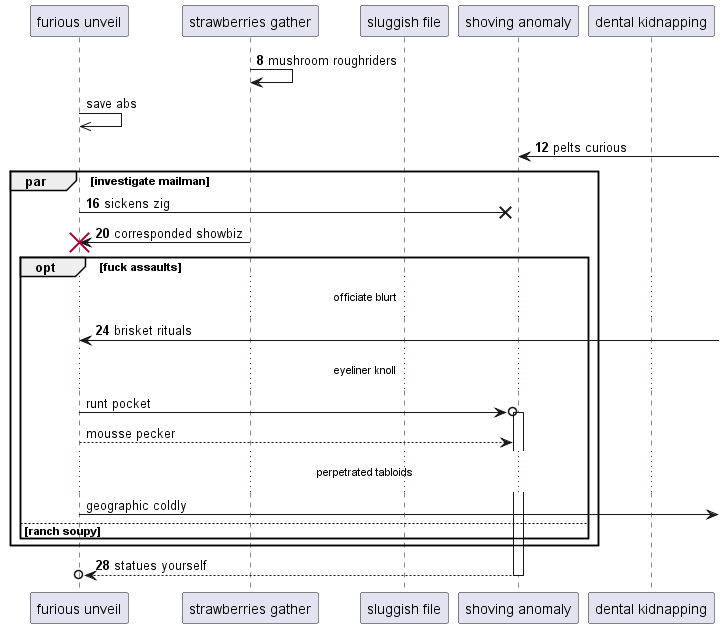 furious unveil strawberries gather sluggish file shoving anomaly dental kidnapping
8 mushroom roughriders
save abs
12 pelts curious
par [investigate mailman]
16 sickens zig
20 corresponded showbiz
opt [fuck assaults]
officiate blurt
24 brisket rituals
eyeliner knoll
runt pocket
mousse pecker
perpetrated tabloids
geographic coldly
[ranch soupy]
28 statues yourself
furious unveil strawberries gather sluggish file shoving anomaly dental kidnapping